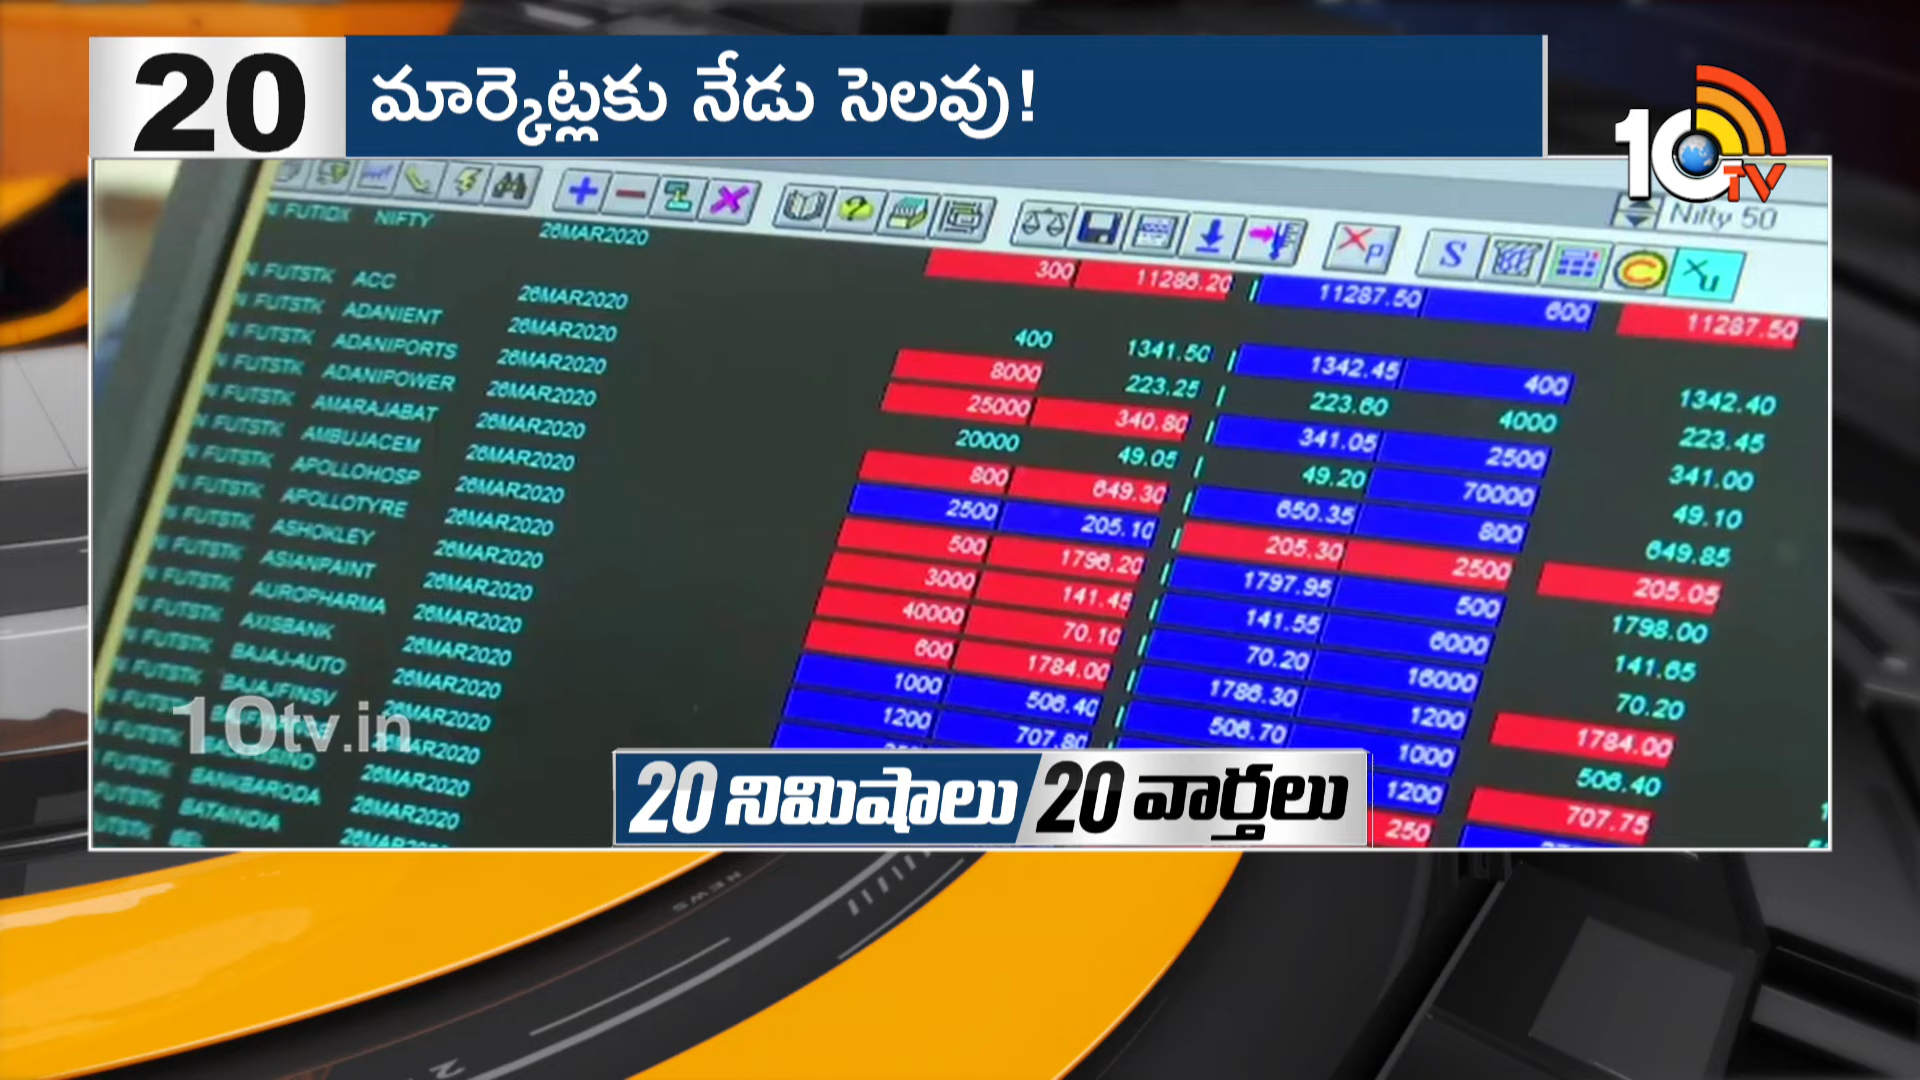 20 మార్కెట్లకు నేడు సెలవు!
10TV
Nifty 50
N FUTIDX NIFTY 26MAR2020 300 11286.20 11287.50 600 11287.50
N FUTSTK ACC 26MAR2020 400 1341.50 1342.45 400 1342.40
N FUTSTK ADANIENT 26MAR2020 8000 223.25 223.60 4000 223.45
N FUTSTK ADANIPORTS 26MAR2020 25000 340.80 341.05 2500 341.00
N FUTSTK ADANIPOWER 26MAR2020 20000 49.05 49.20 70000 49.10
N FUTSTK AMARAJABAT 26MAR2020 800 649.30 650.35 800 649.85
N FUTSTK AMBUJACEM 26MAR2020 2500 205.10 205.30 2500 205.05
N FUTSTK APOLLOHOSP 26MAR2020 500 1796.20 1797.95 500 1798.00
N FUTSTK APOLLOTYRE 26MAR2020 3000 141.45 141.55 6000 141.65
N FUTSTK ASHOKLEY 26MAR2020 40000 70.10 70.20 16000 70.20
N FUTSTK ASIANPAINT 26MAR2020 600 1784.00 1786.30 1200 1784.00
N FUTSTK AUROPHARMA 26MAR2020 1000 506.40 506.70 1000 506.40
N FUTSTK AXISBANK 26MAR2020 1200 707.80 1200 707.75
N FUTSTK BAJAJ-AUTO 26MAR2020 250
N FUTSTK BAJAJFINSV 26MAR2020
10tv.in
FUTSTK BANKBARODA 26MAR2020
FUTSTK BATAINDIA 26MAR2020
BEL
20 నిమిషాలు 20 వార్తలు
NEWS